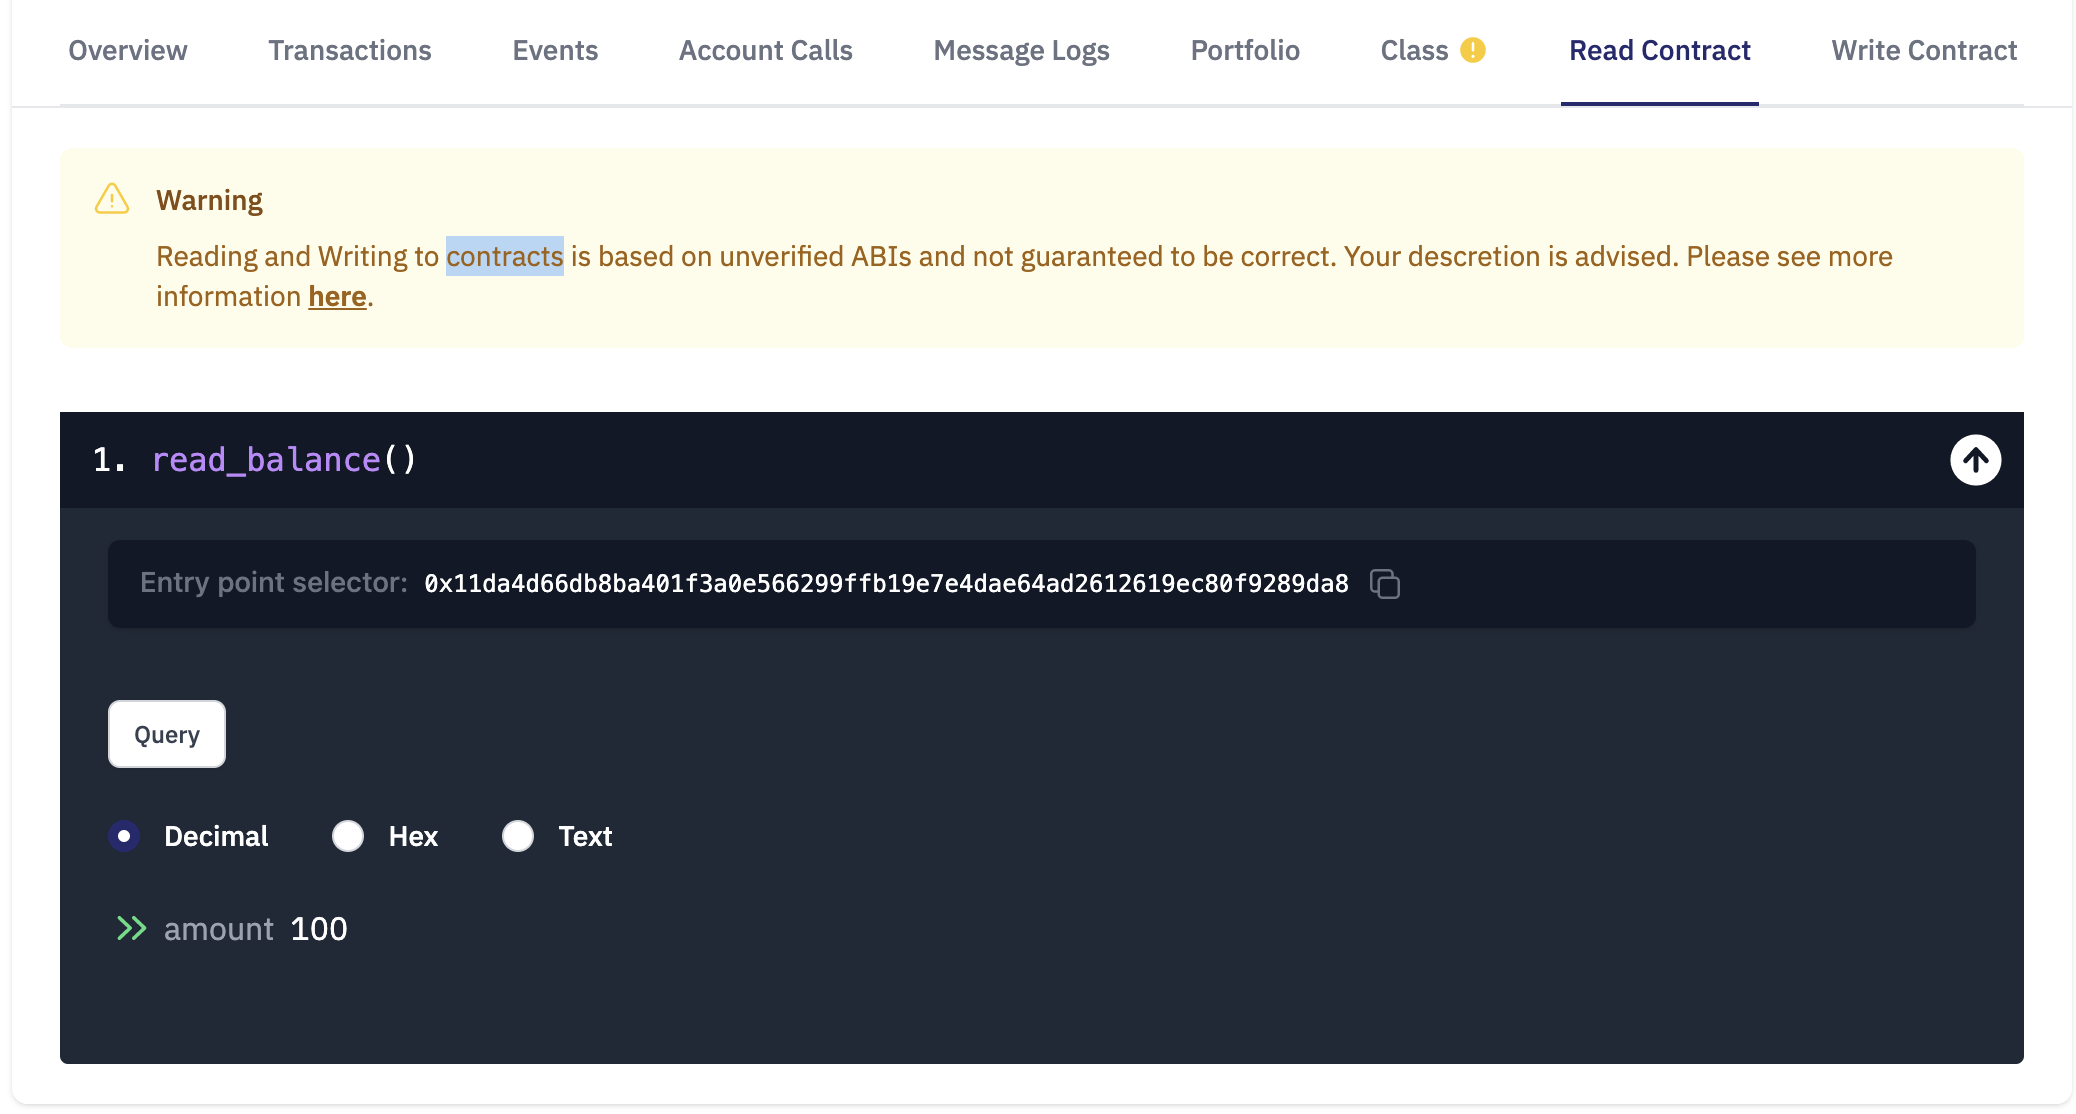 Overview Transactions Events Account Calls Message Logs Portfolio Class ! Read Contract Write Contract
Warning
Reading and Writing to contracts is based on unverified ABIs and not guaranteed to be correct. Your descretion is advised. Please see more
information here.
1. read_balance()
Entry point selector: 0x11da4d66db8ba401f3a0e566299ffb19e7e4dae64ad2612619ec80f9289da8
Query
Decimal Hex Text
amount 100